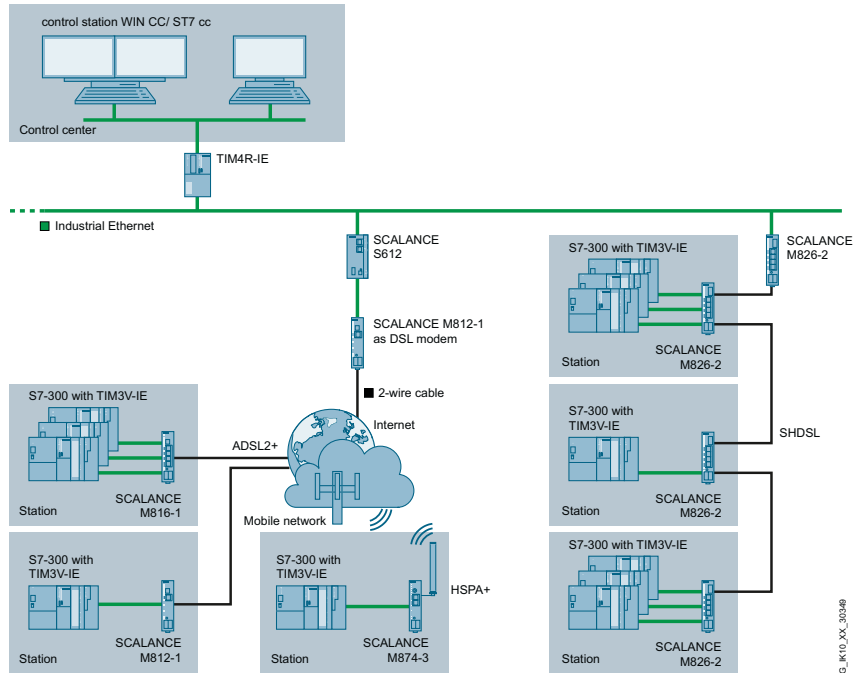 control station WIN CC/ ST7 cc
Control center
TIM4R-IE
Industrial Ethernet
SCALANCE
S612
SCALANCE M812-1
as DSL modem
2-wire cable
Internet
ADSL2+
Mobile network
S7-300 with TIM3V-IE
Station
SCALANCE
M816-1
S7-300 with
TIM3V-IE
Station
SCALANCE
M812-1
S7-300 with
TIM3V-IE
HSPA+
Station
SCALANCE
M874-3
SCALANCE
M826-2
S7-300 with TIM3V-IE
Station
SCALANCE
M826-2
S7-300 with
TIM3V-IE
SHDSL
Station
SCALANCE
M826-2
S7-300 with TIM3V-IE
Station
SCALANCE
M826-2
G_IK10_XX_30349